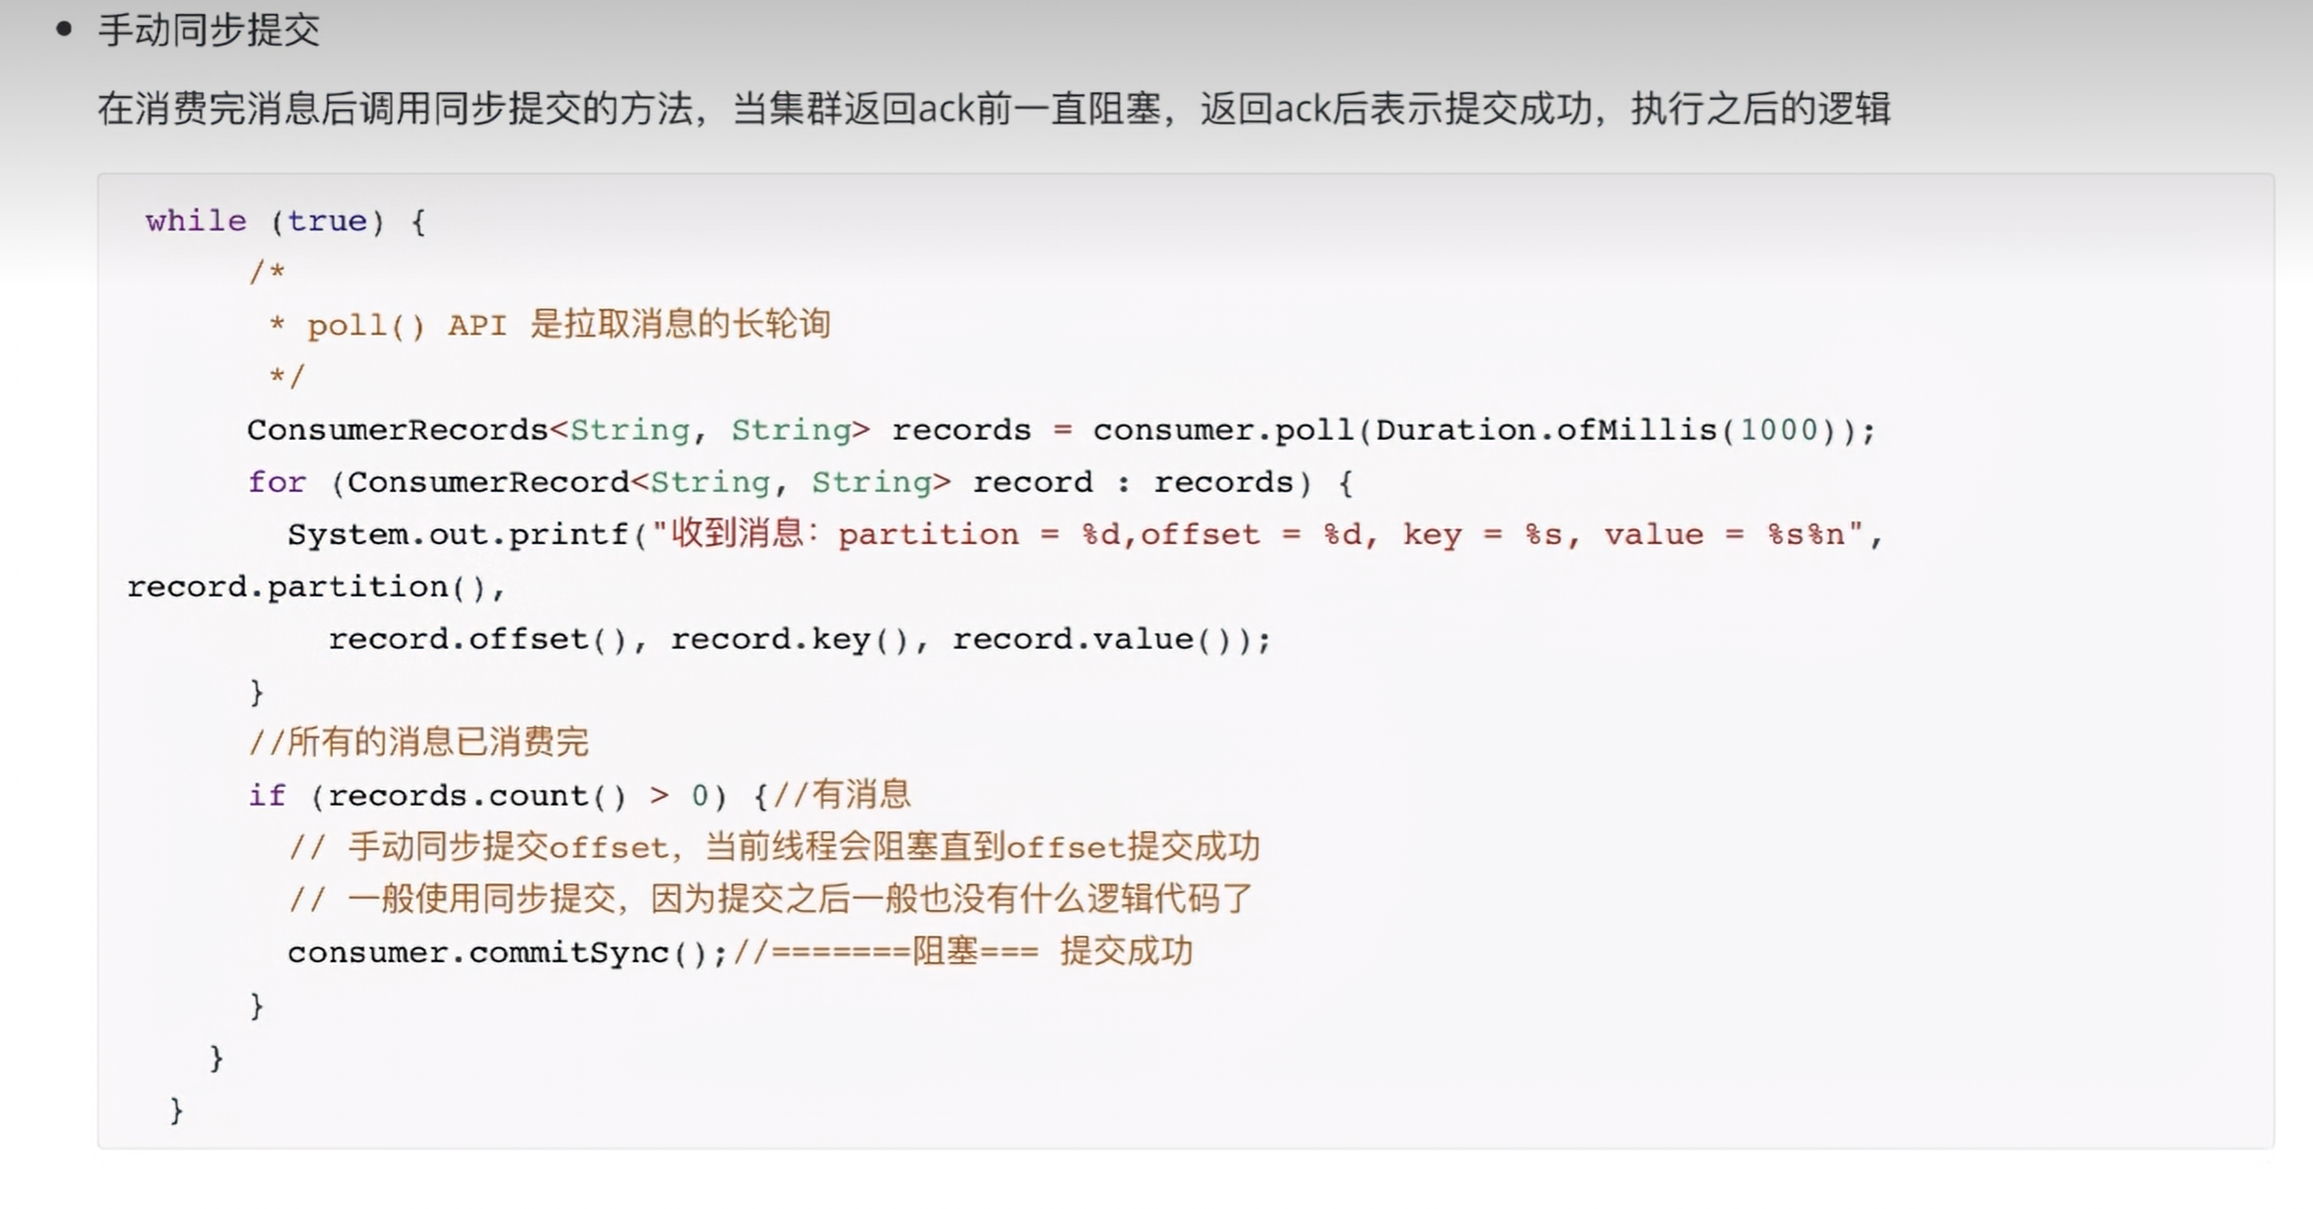 • 手动同步提交
在消费完消息后调用同步提交的方法，当集群返回ack前一直阻塞，返回ack后表示提交成功，执行之后的逻辑
while (true) {
/*
* poll() API 是拉取消息的长轮询
*/
ConsumerRecords<String, String> records = consumer.poll(Duration.ofMillis(1000));
for (ConsumerRecord<String, String> record : records) {
System.out.printf("收到消息：partition = %d,offset = %d, key = %s, value = %s%n",
record.partition(),
record.offset(), record.key(), record.value());
}
//所有的消息已消费完
if (records.count() > 0) {//有消息
// 手动同步提交offset，当前线程会阻塞直到offset提交成功
// 一般使用同步提交，因为提交之后一般也没有什么逻辑代码了
consumer.commitSync();//=======阻塞=== 提交成功
}
}
}